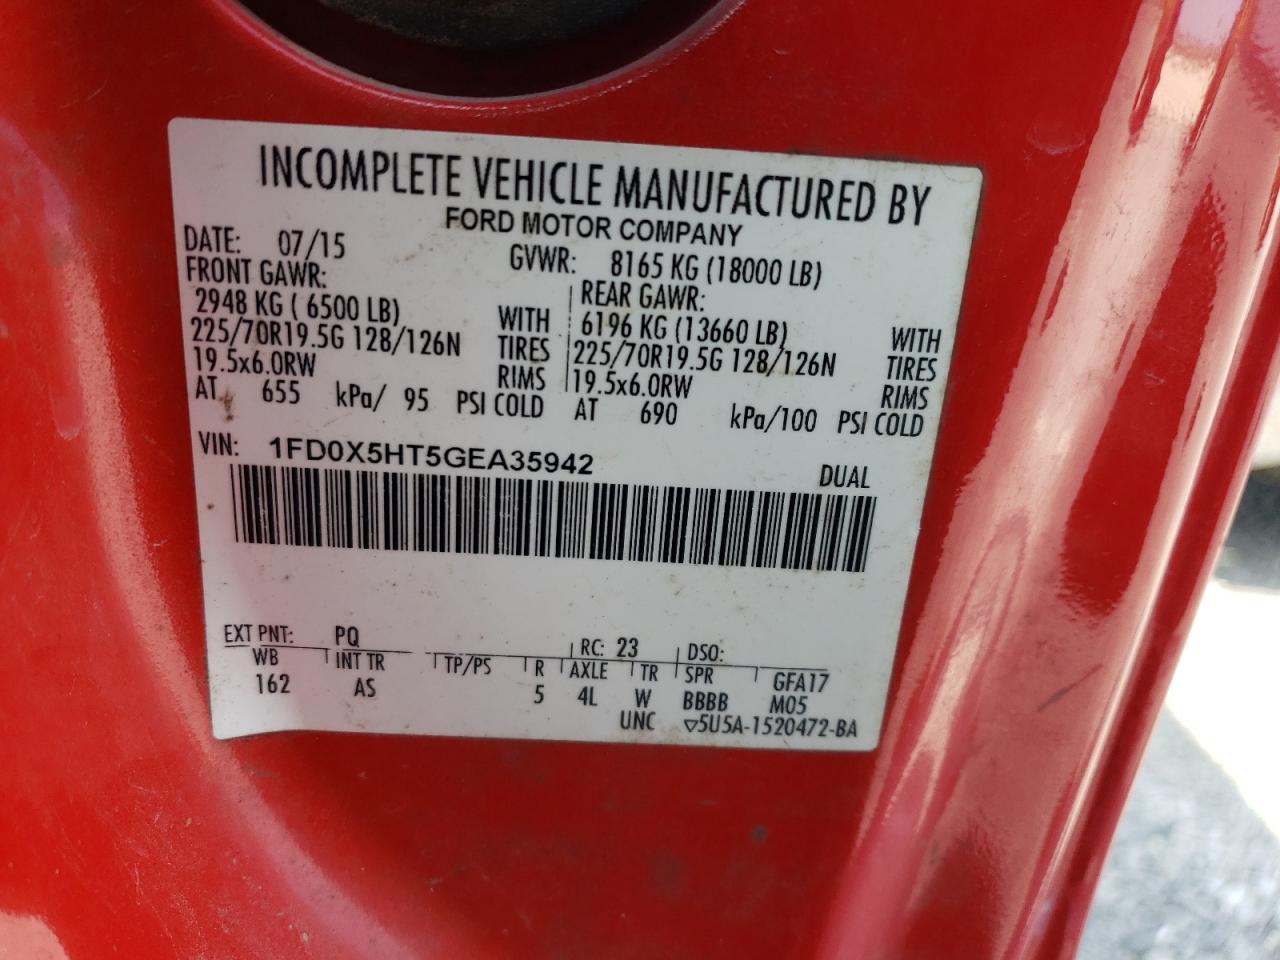 INCOMPLETE VEHICLE MANUFACTURED BY
FORD MOTOR COMPANY
DATE: 07/15 GVWR: 8165 KG (18000 LB)
FRONT GAWR: REAR GAWR:
2948 KG ( 6500 LB) WITH 6196 KG (13660 LB) WITH
225/70R19.5G 128/126N TIRES 225/70R19.5G 128/126N TIRES
19.5x6.0RW RIMS 19.5x6.0RW RIMS
AT 655 kPa/ 95 PSI COLD AT 690 kPa/100 PSI COLD
VIN: 1FD0X5HT5GEA35942 DUAL
EXT PNT: PQ RC: 23 DSO:
WB INT TR TP/PS R AXLE TR SPR GFA17
162 AS 5 4L W BBBB M05
UNC ▽5U5A-1520472-BA